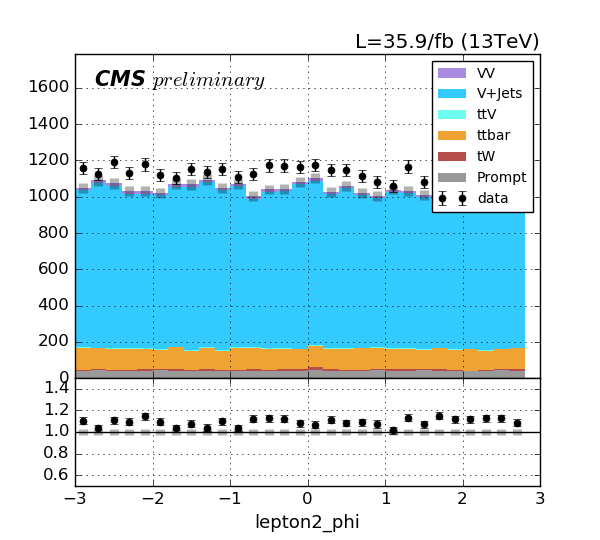 L=35.9/fb (13TeV)
CMS preliminary
VV
V+Jets
ttV
ttbar
tW
Prompt
data
1600
1400
1200
1000
800
600
400
200
0
1.4
1.2
1.0
0.8
0.6
−3 −2 −1 0 1 2 3
lepton2_phi